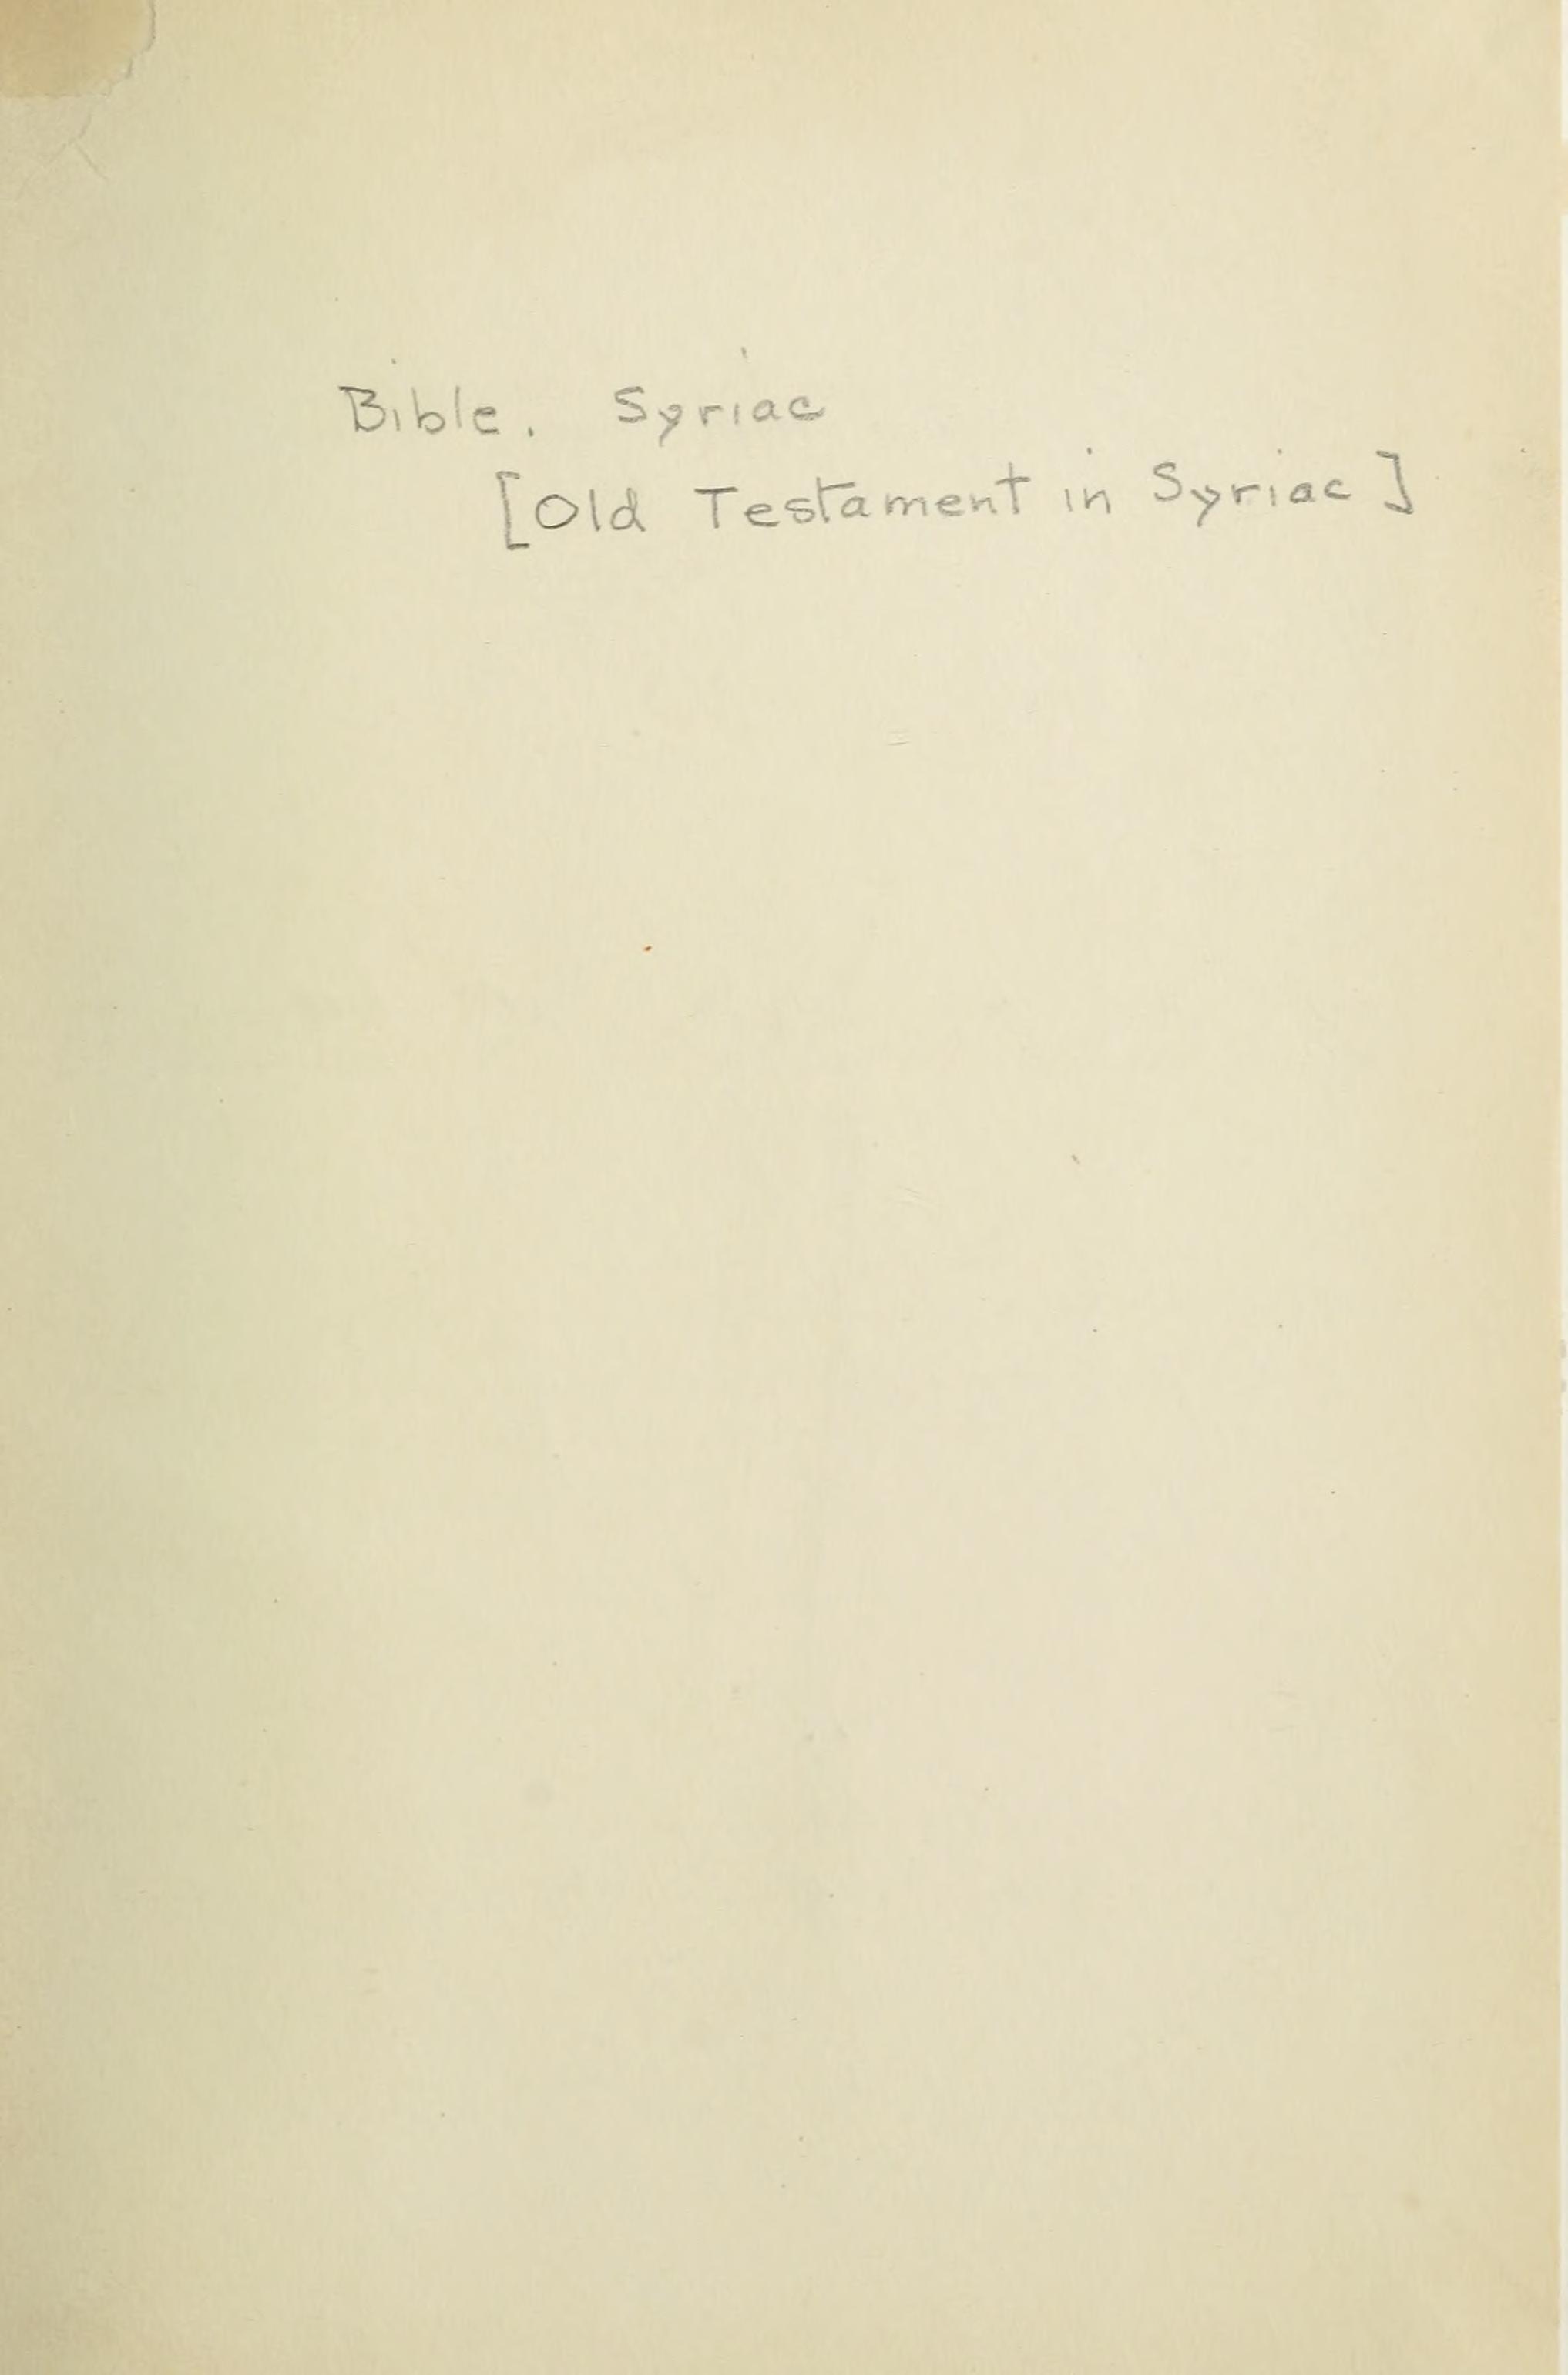 Bible. Syriac
[Old Testament in Syriac]